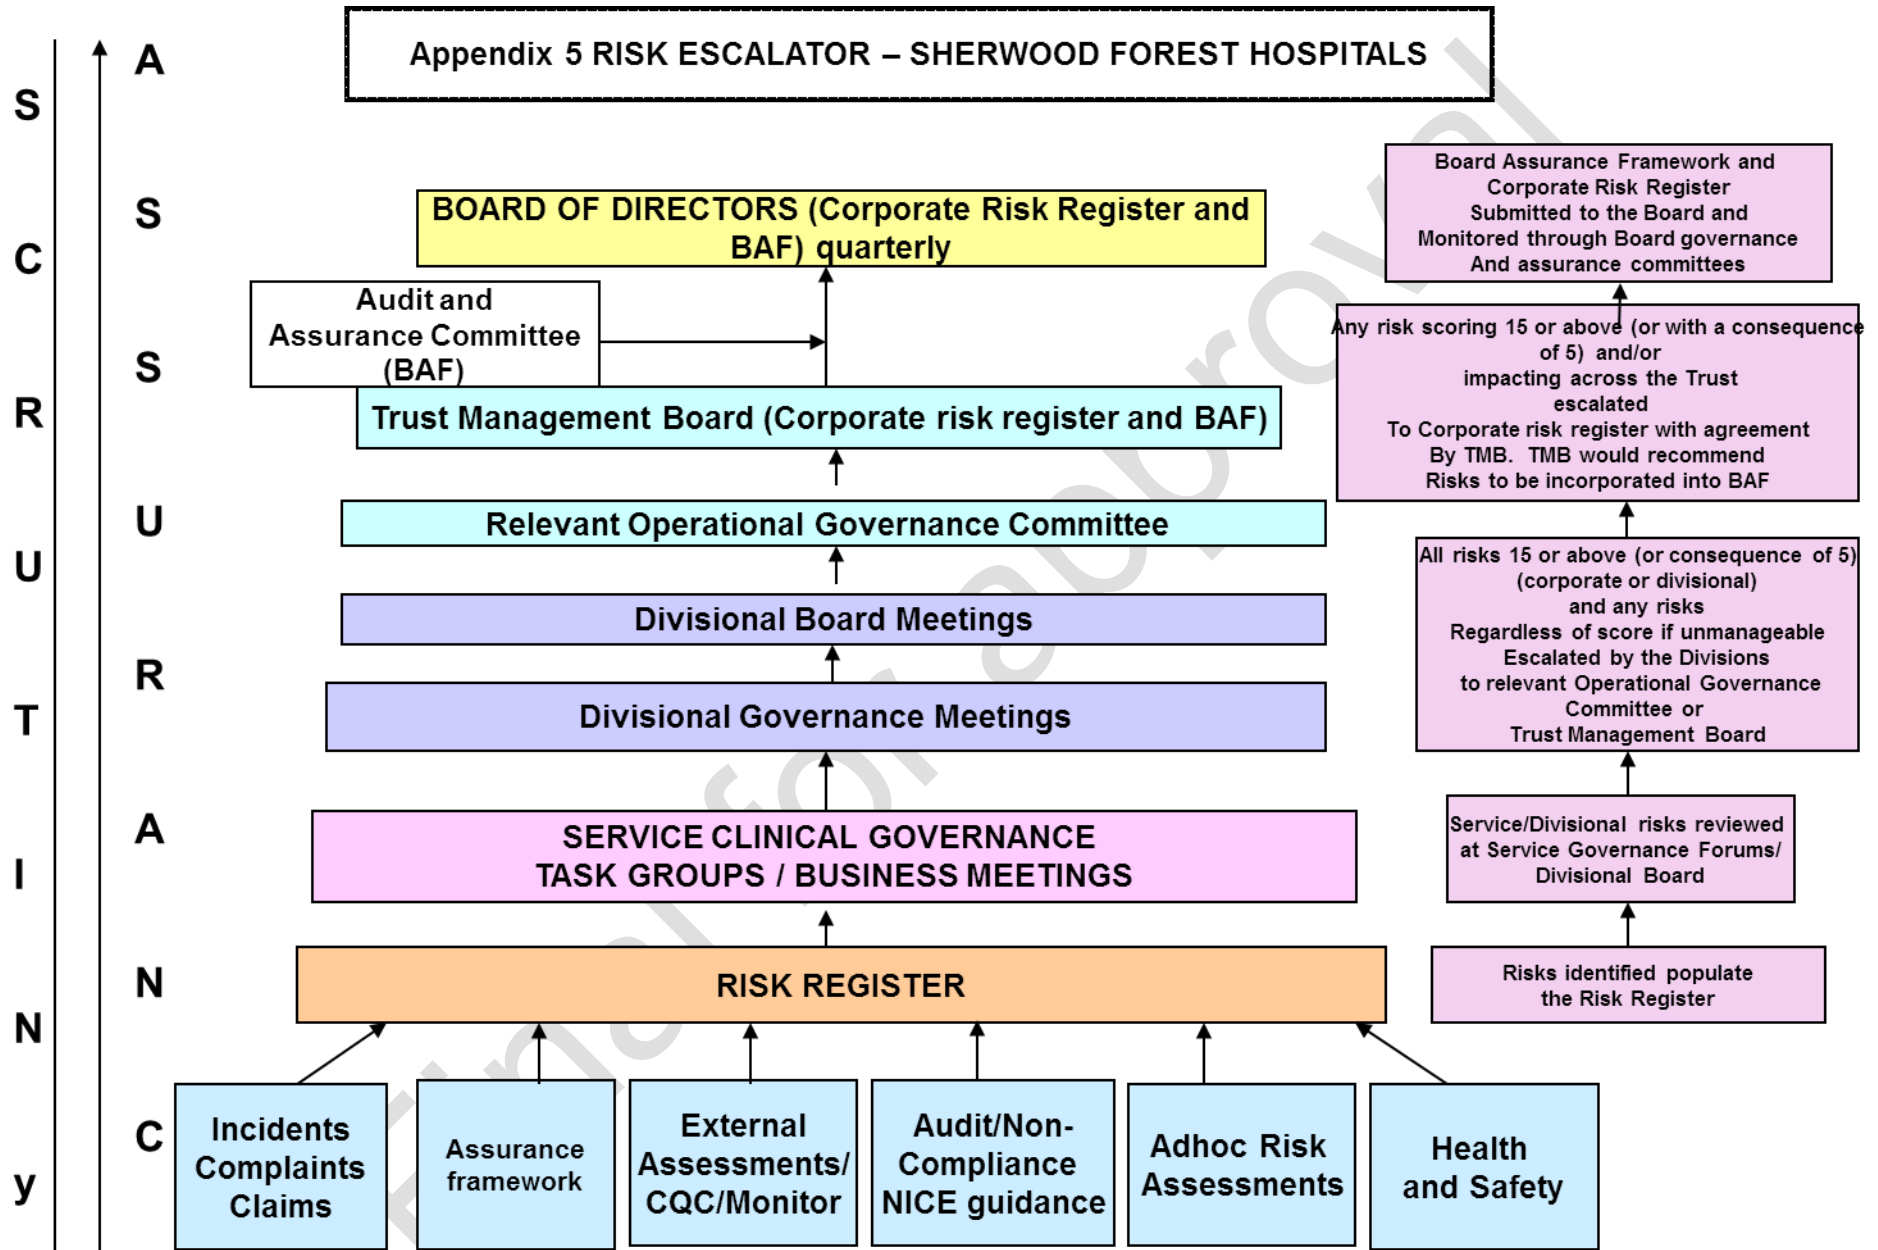 Appendix 5 RISK ESCALATOR – SHERWOOD FOREST HOSPITALS
S
C
R
U
T
I
N
y
A
S
S
U
R
A
N
C
BOARD OF DIRECTORS (Corporate Risk Register and
BAF) quarterly
Audit and
Assurance Committee
(BAF)
Trust Management Board (Corporate risk register and BAF)
Relevant Operational Governance Committee
Divisional Board Meetings
Divisional Governance Meetings
SERVICE CLINICAL GOVERNANCE
TASK GROUPS / BUSINESS MEETINGS
RISK REGISTER
Incidents
Complaints
Claims
Assurance
framework
External
Assessments/
CQC/Monitor
Audit/Non-
Compliance
NICE guidance
Adhoc Risk
Assessments
Health
and Safety
Board Assurance Framework and
Corporate Risk Register
Submitted to the Board and
Monitored through Board governance
And assurance committees
Any risk scoring 15 or above (or with a consequence
of 5) and/or
impacting across the Trust
escalated
To Corporate risk register with agreement
By TMB. TMB would recommend
Risks to be incorporated into BAF
All risks 15 or above (or consequence of 5)
(corporate or divisional)
and any risks
Regardless of score if unmanageable
Escalated by the Divisions
to relevant Operational Governance
Committee or
Trust Management Board
Service/Divisional risks reviewed
at Service Governance Forums/
Divisional Board
Risks identified populate
the Risk Register
Final for approval